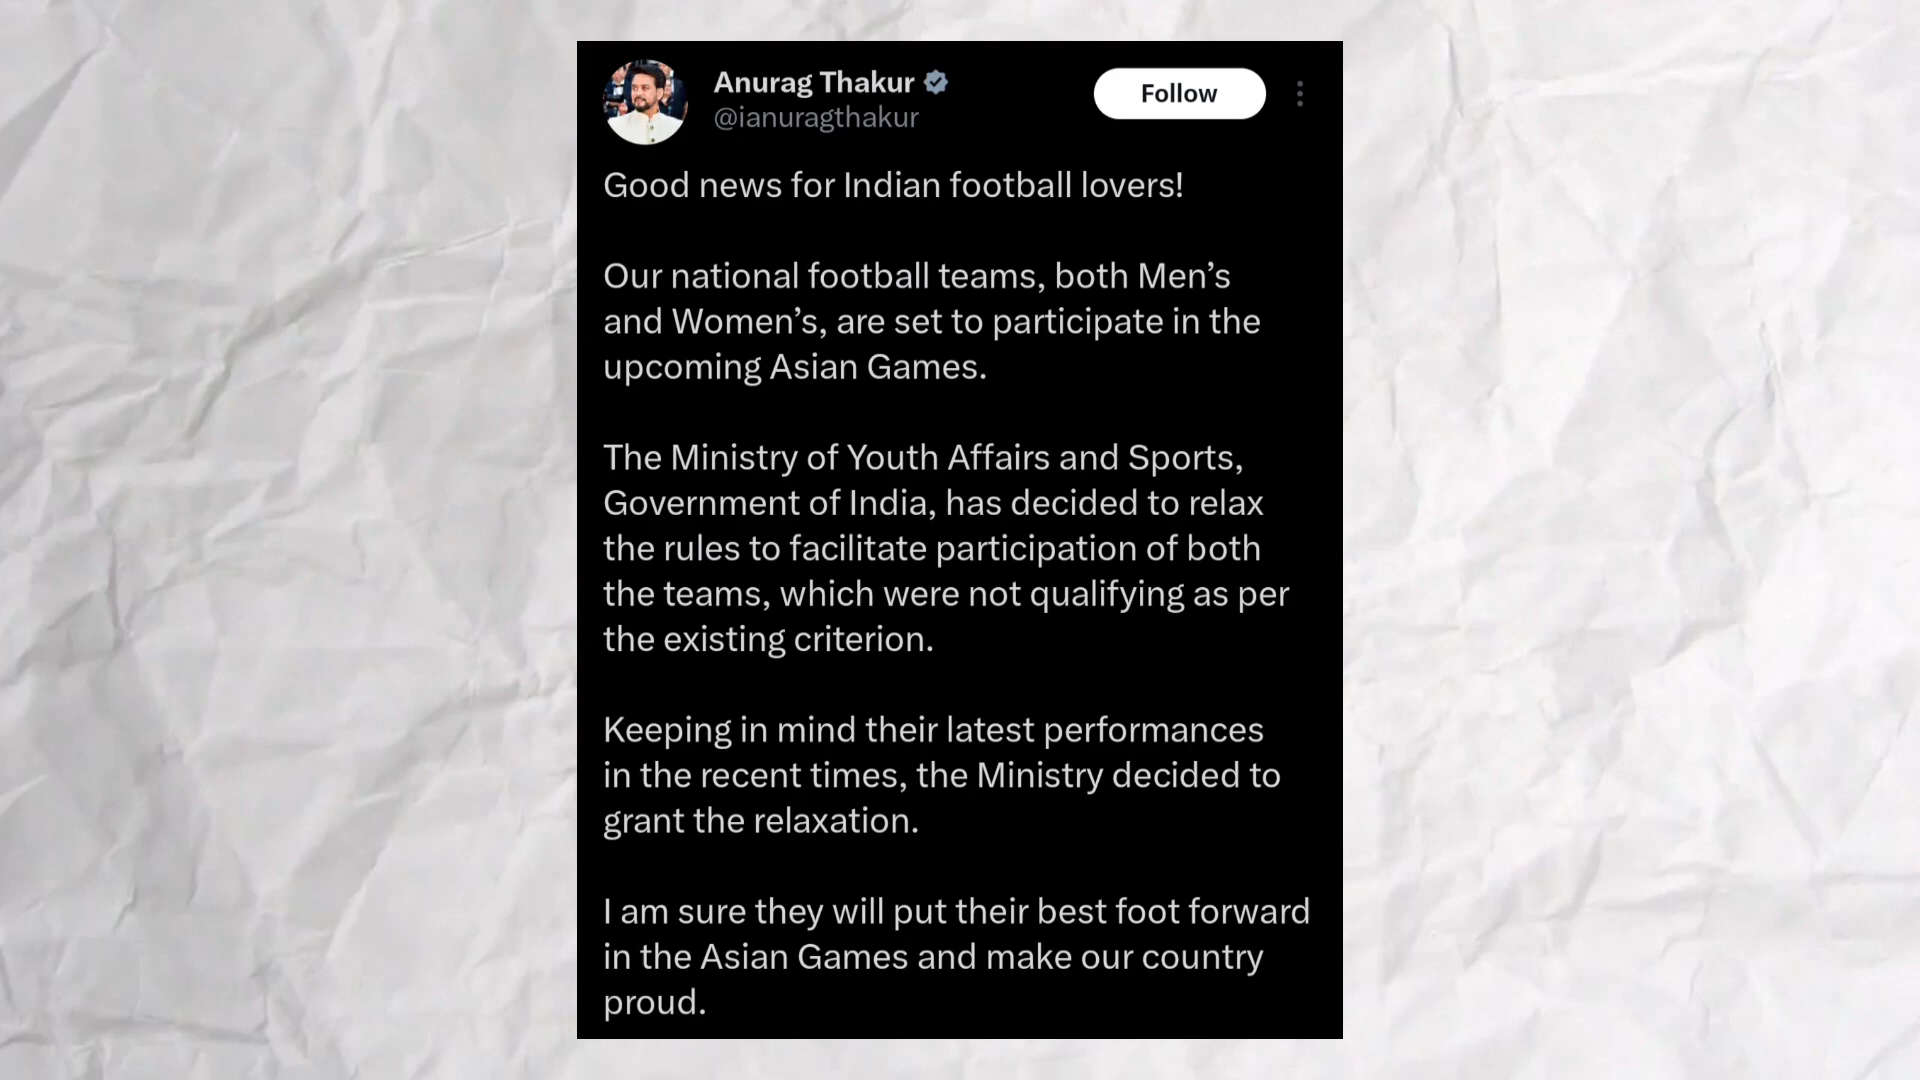 Anurag Thakur
@ianuragthakur
Follow
Good news for Indian football lovers!
Our national football teams, both Men’s
and Women’s, are set to participate in the
upcoming Asian Games.
The Ministry of Youth Affairs and Sports,
Government of India, has decided to relax
the rules to facilitate participation of both
the teams, which were not qualifying as per
the existing criterion.
Keeping in mind their latest performances
in the recent times, the Ministry decided to
grant the relaxation.
I am sure they will put their best foot forward
in the Asian Games and make our country
proud.